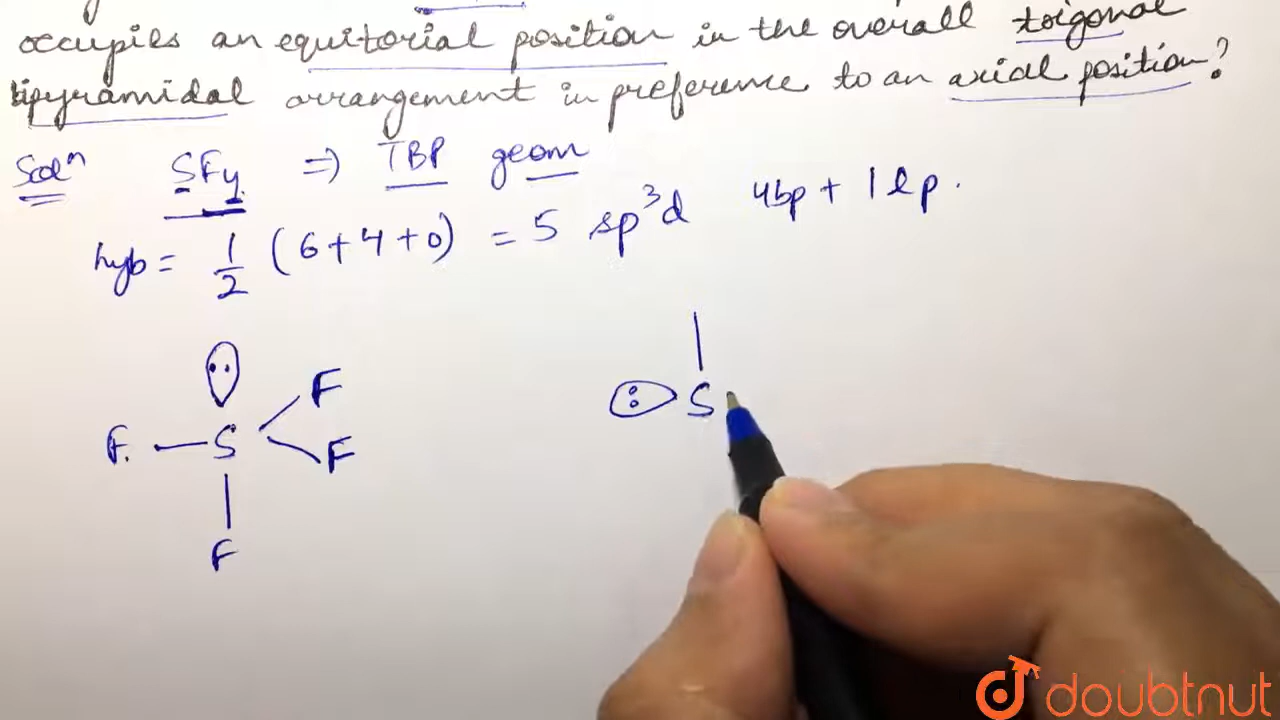 occupies an equitorial position in the overall trigonal
bipyramidal arrangement in preference to an axial position?
Solⁿ SF4 => TBP geom
hyb = 1/2 (6+4+0) = 5 sp³d 4bp + 1lp.
F
F. S F
F
: S
doubtnut